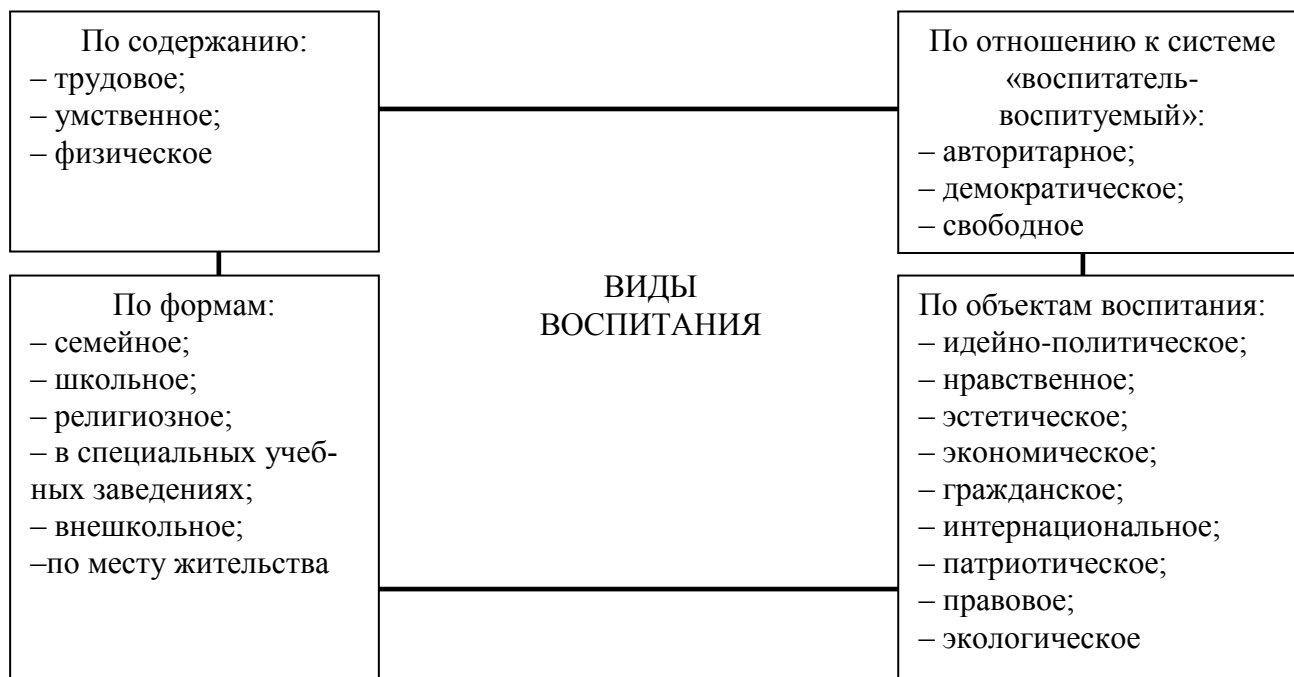 По содержанию:
– трудовое;
– умственное;
– физическое
По отношению к системе
«воспитатель-
воспитуемый»:
– авторитарное;
– демократическое;
– свободное
ВИДЫ
ВОСПИТАНИЯ
По формам:
– семейное;
– школьное;
– религиозное;
– в специальных учеб-
ных заведениях;
– внешкольное;
–по месту жительства
По объектам воспитания:
– идейно-политическое;
– нравственное;
– эстетическое;
– экономическое;
– гражданское;
– интернациональное;
– патриотическое;
– правовое;
– экологическое